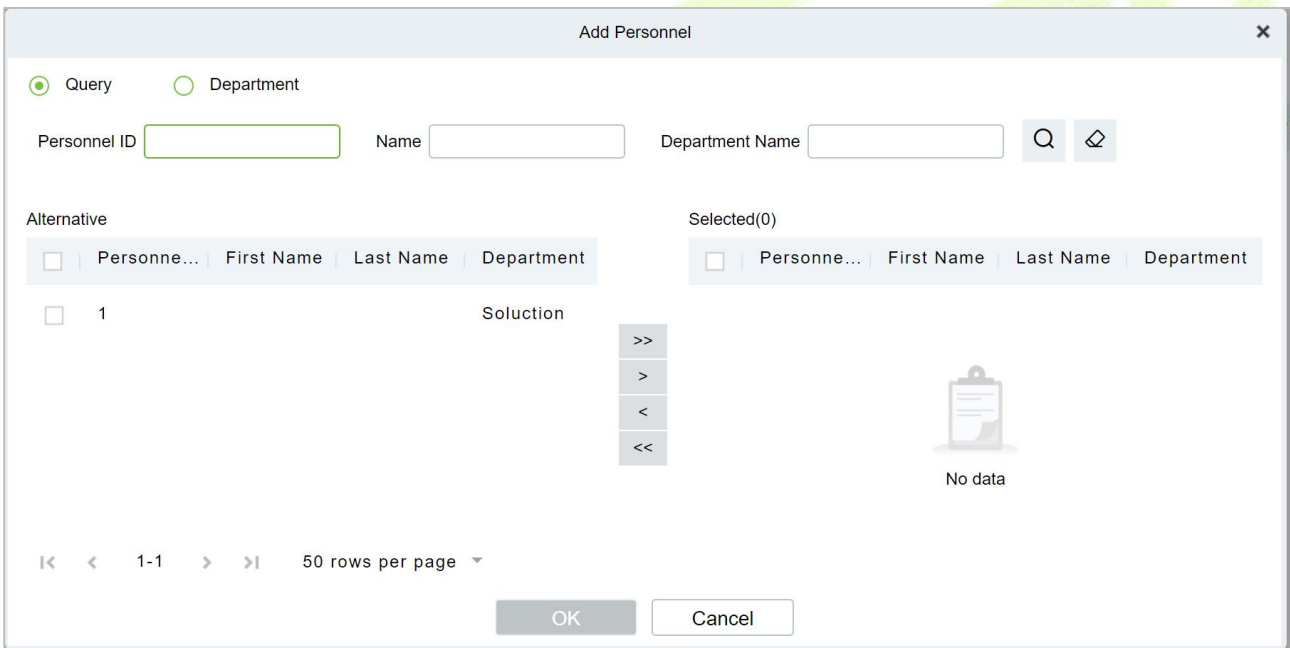 Add Personnel
Query Department
Personnel ID Name Department Name
Alternative Selected(0)
Personne... First Name Last Name Department Personne... First Name Last Name Department
1 Soluction
>>
>
<
<<
No data
1-1 50 rows per page
OK Cancel